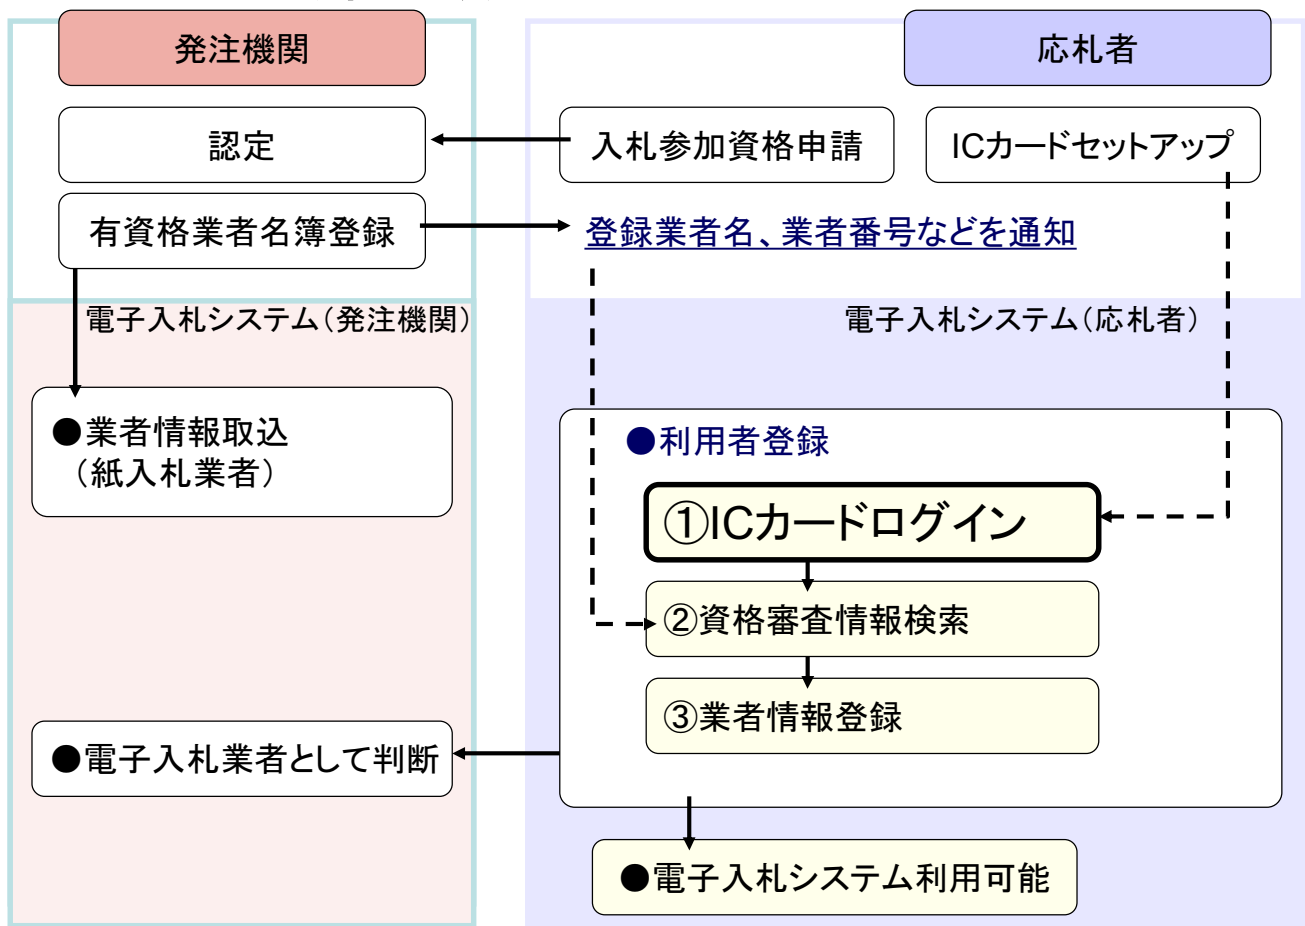 発注機関
応札者
認定
入札参加資格申請
ICカードセットアップ
有資格業者名簿登録
登録業者名、業者番号などを通知
電子入札システム（発注機関）
電子入札システム（応札者）
●業者情報取込
（紙入札業者）
●利用者登録
①ICカードログイン
②資格審査情報検索
③業者情報登録
●電子入札業者として判断
●電子入札システム利用可能